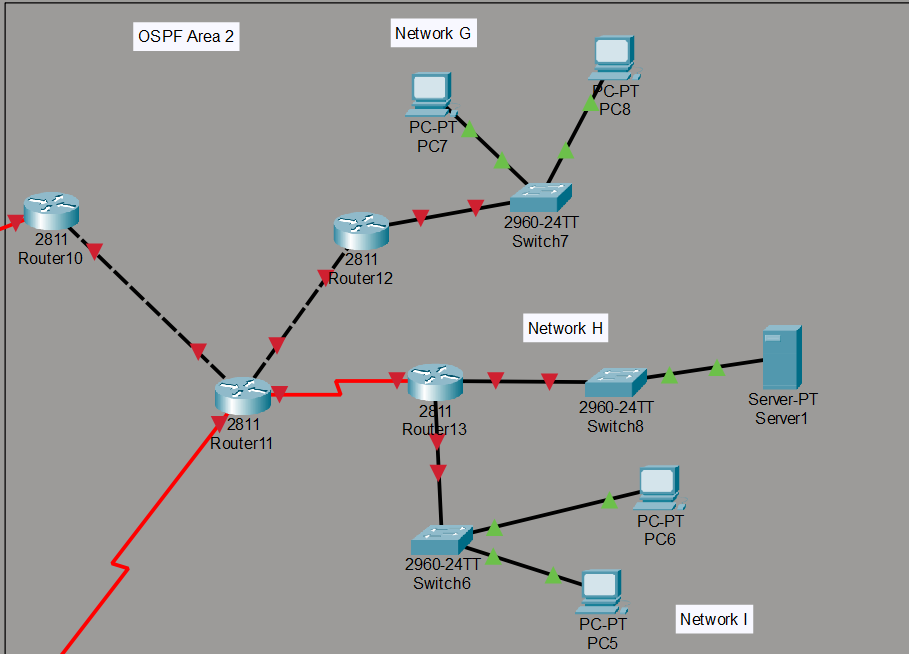 OSPF Area 2
Network G
PC-PT
PC8
PC-PT
PC7
2960-24TT
Switch7
2811
Router10
2811
Router12
Network H
2811
Router11
2811
Router13
2960-24TT
Switch8
Server-PT
Server1
PC-PT
PC6
2960-24TT
Switch6
PC-PT
PC5
Network I